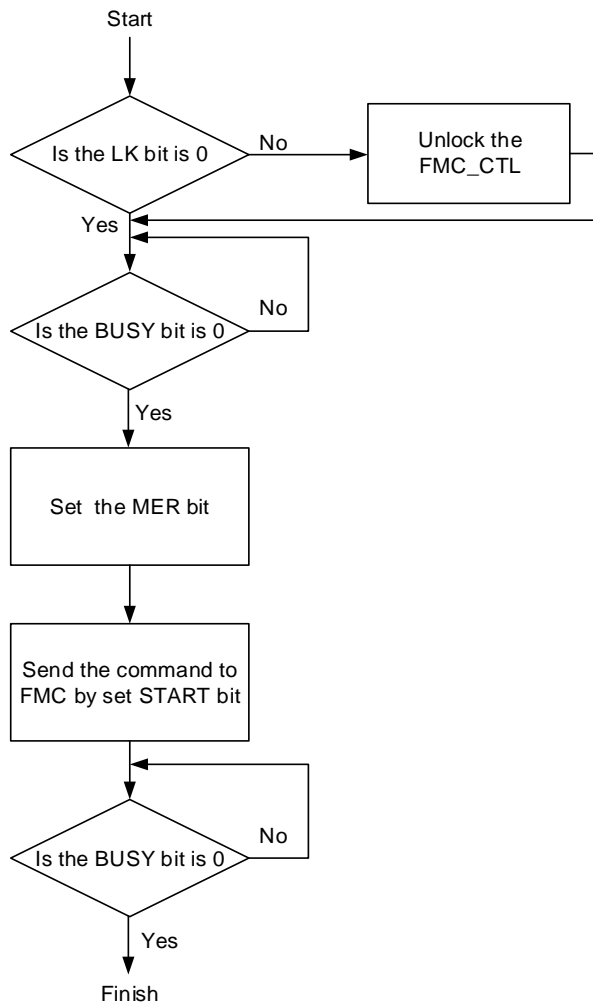 Start
Is the LK bit is 0
No
Unlock the
FMC_CTL
Yes
Is the BUSY bit is 0
No
Yes
Set the MER bit
Send the command to
FMC by set START bit
Is the BUSY bit is 0
No
Yes
Finish